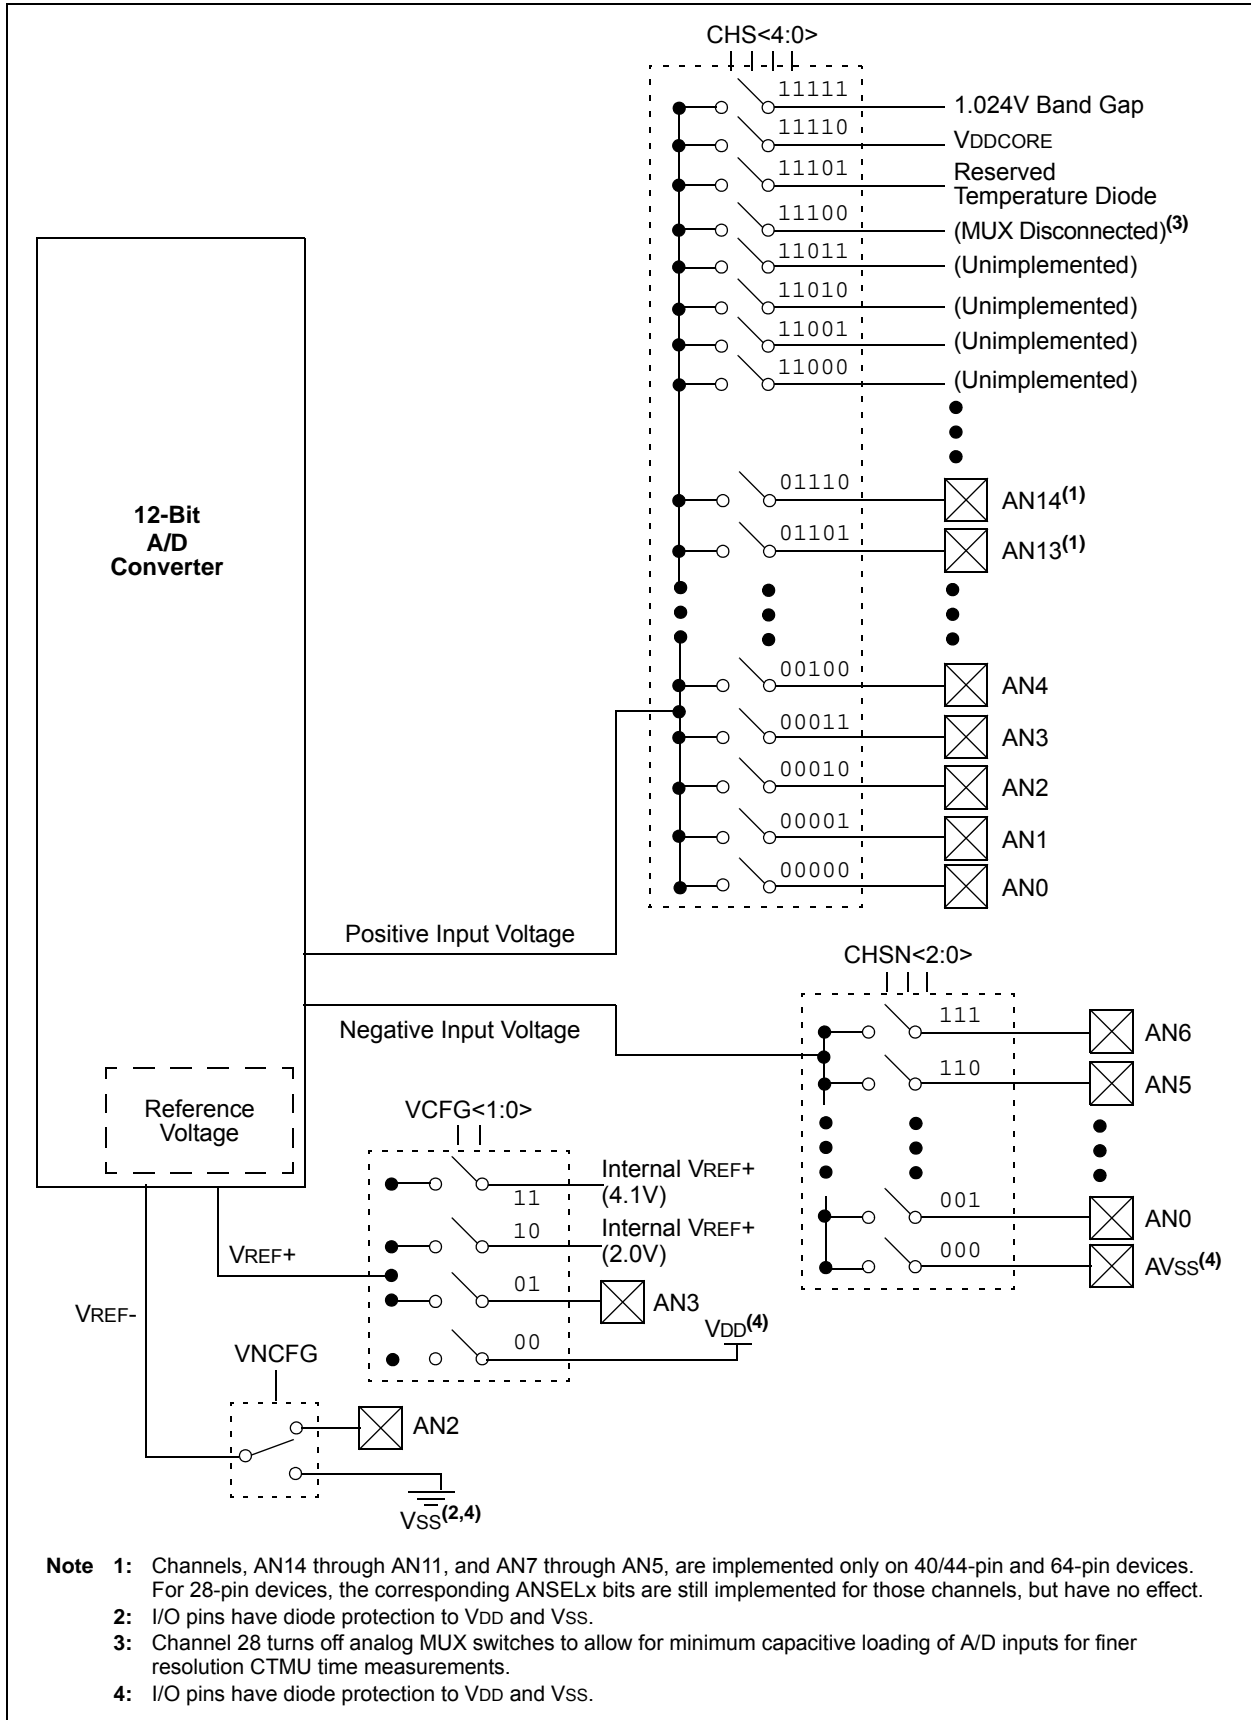 CHS<4:0>
11111
1.024V Band Gap
11110
VDDCORE
11101
Reserved
Temperature Diode
11100
(MUX Disconnected)(3)
11011
(Unimplemented)
11010
(Unimplemented)
11001
(Unimplemented)
11000
(Unimplemented)
12-Bit
A/D
Converter
01110
AN14(1)
01101
AN13(1)
00100
AN4
00011
AN3
00010
AN2
00001
AN1
00000
AN0
Positive Input Voltage
CHSN<2:0>
Negative Input Voltage
111
AN6
110
AN5
001
AN0
000
AVSS(4)
Reference
Voltage
VCFG<1:0>
11
Internal VREF+
(4.1V)
10
Internal VREF+
(2.0V)
VREF+
01
AN3
00
VDD(4)
VREF-
VNCFG
AN2
VSS(2,4)
Note 1: Channels, AN14 through AN11, and AN7 through AN5, are implemented only on 40/44-pin and 64-pin devices.
For 28-pin devices, the corresponding ANSELx bits are still implemented for those channels, but have no effect.
2: I/O pins have diode protection to VDD and VSS.
3: Channel 28 turns off analog MUX switches to allow for minimum capacitive loading of A/D inputs for finer
resolution CTMU time measurements.
4: I/O pins have diode protection to VDD and VSS.